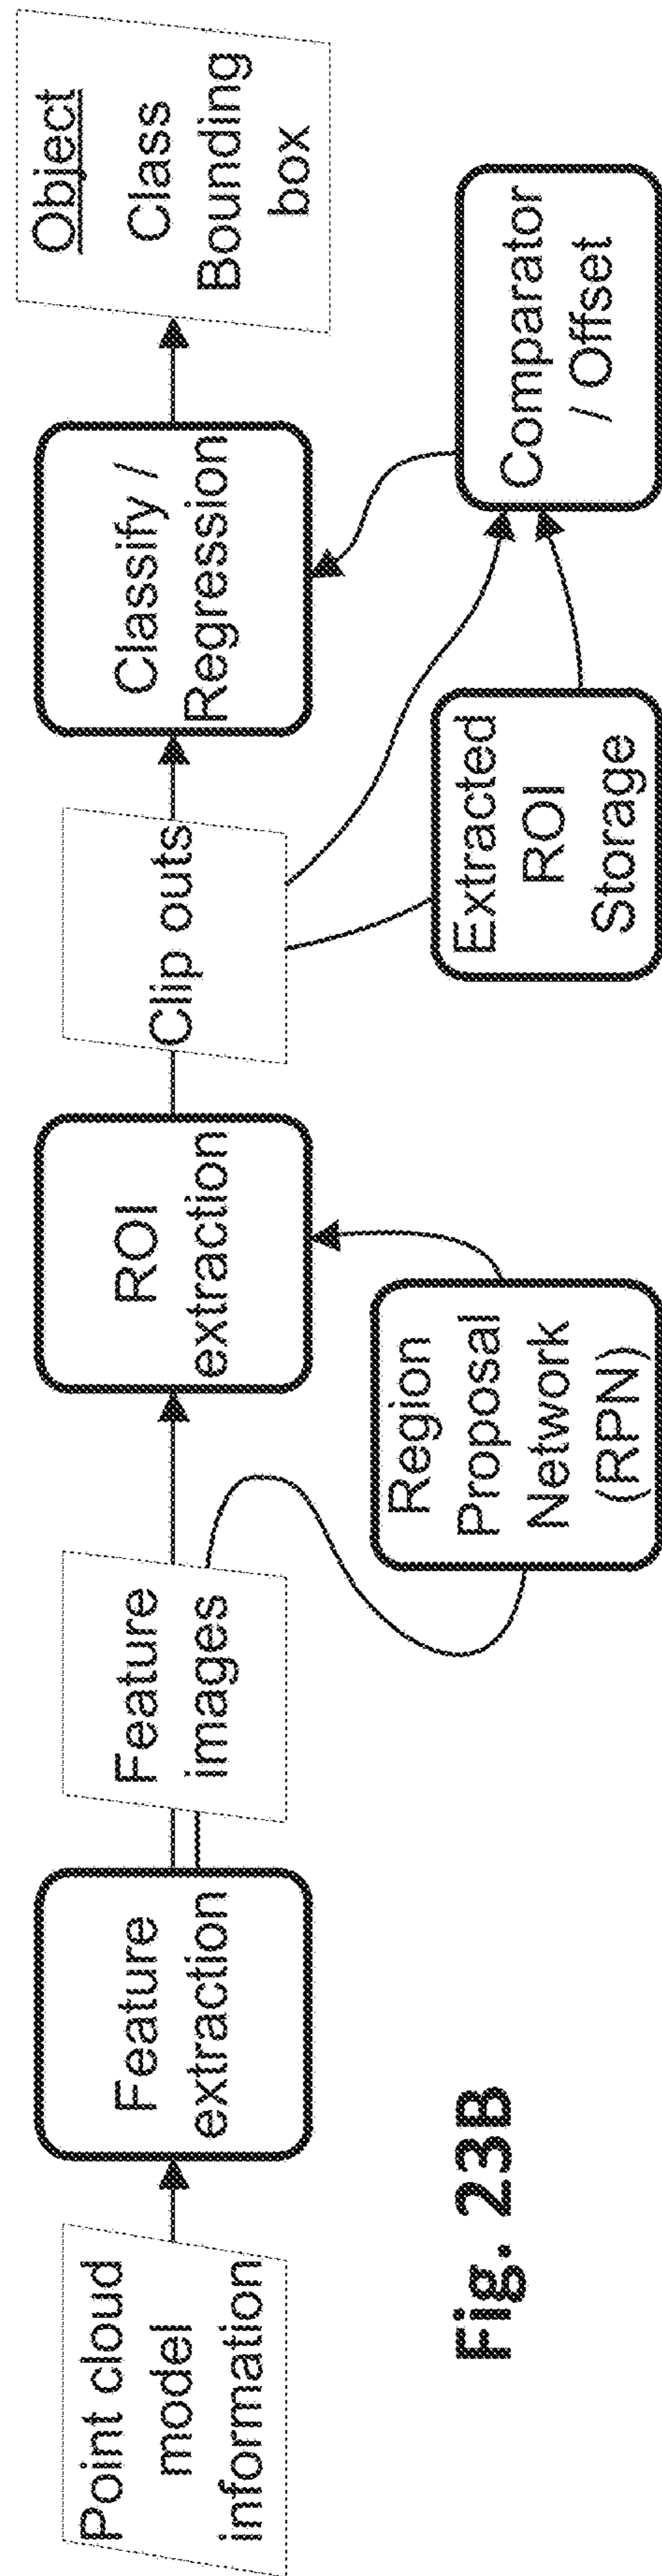 Point cloud
model
information
Feature
extraction
Feature
images
Region
Proposal
Network
(RPN)
ROI
extraction
Clip outs
Extracted
ROI
Storage
Comparator
/ Offset
Classify /
Regression
Object
Class
Bounding
box
Fig. 23B